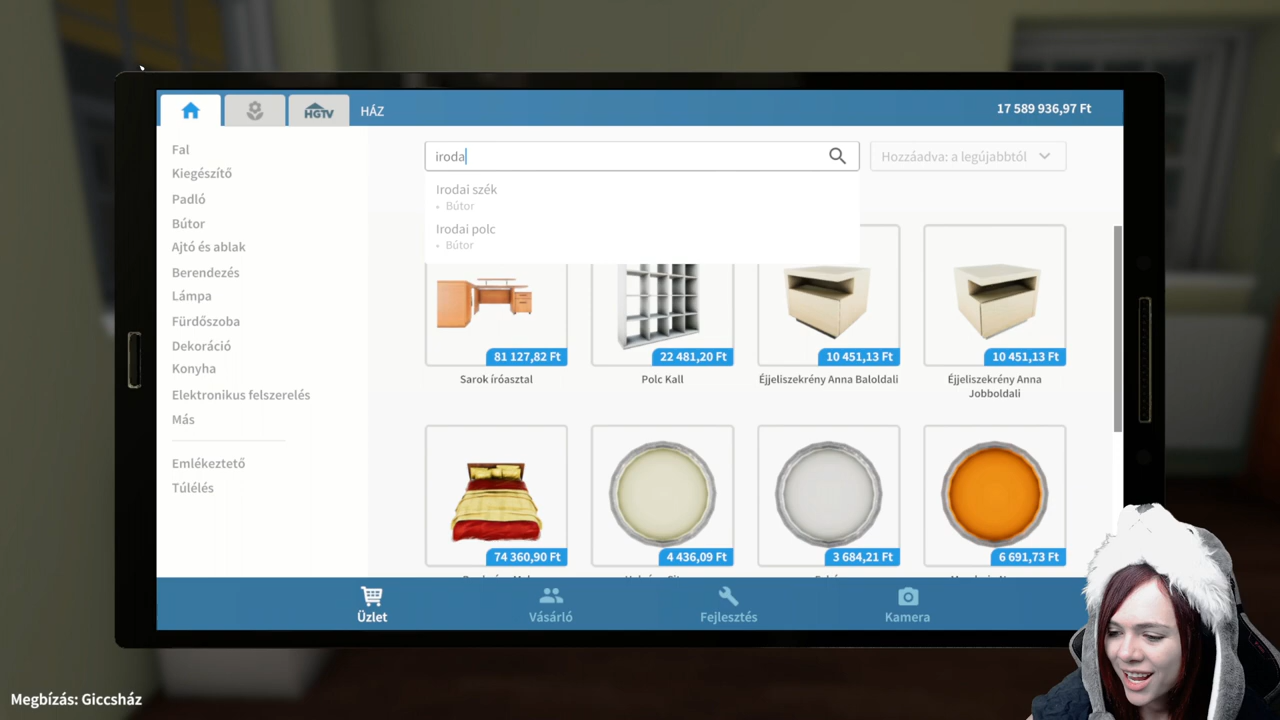 HGTV
HÁZ
17 589 936,97 Ft
Fal
Kiegészítő
Padló
Bútor
Ajtó és ablak
Berendezés
Lámpa
Fürdőszoba
Dekoráció
Konyha
Elektronikus felszerelés
Más
Emlékeztető
Túlélés
iroda
Hozzáadva: a legújabbtól
Irodai szék
• Bútor
Irodai polc
• Bútor
81 127,82 Ft
22 481,20 Ft
10 451,13 Ft
10 451,13 Ft
Sarok íróasztal
Polc Kall
Éjjeliszekrény Anna Baloldali
Éjjeliszekrény Anna
Jobboldali
74 360,90 Ft
4 436,09 Ft
3 684,21 Ft
6 691,73 Ft
Üzlet
Vásárló
Fejlesztés
Kamera
Megbízás: Giccsház